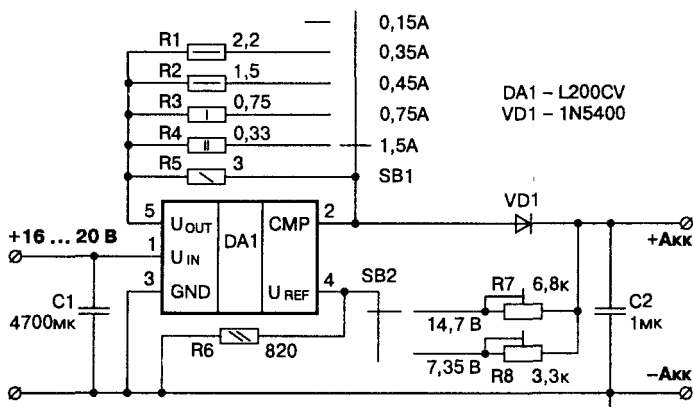 0,15А
R1 2,2 0,35А
R2 1,5 0,45А
R3 0,75 0,75А
R4 0,33 1,5А
R5 3 SB1
DA1 – L200CV
VD1 – 1N5400
5 UOUT DA1 CMP 2 VD1
+16 ... 20 В
1 UIN
+Акк
3 GND UREF 4 SB2
C1
4700мк
R6 820
R7 6,8к
14,7 В
C2
1мк
7,35 В
R8 3,3к
–Акк